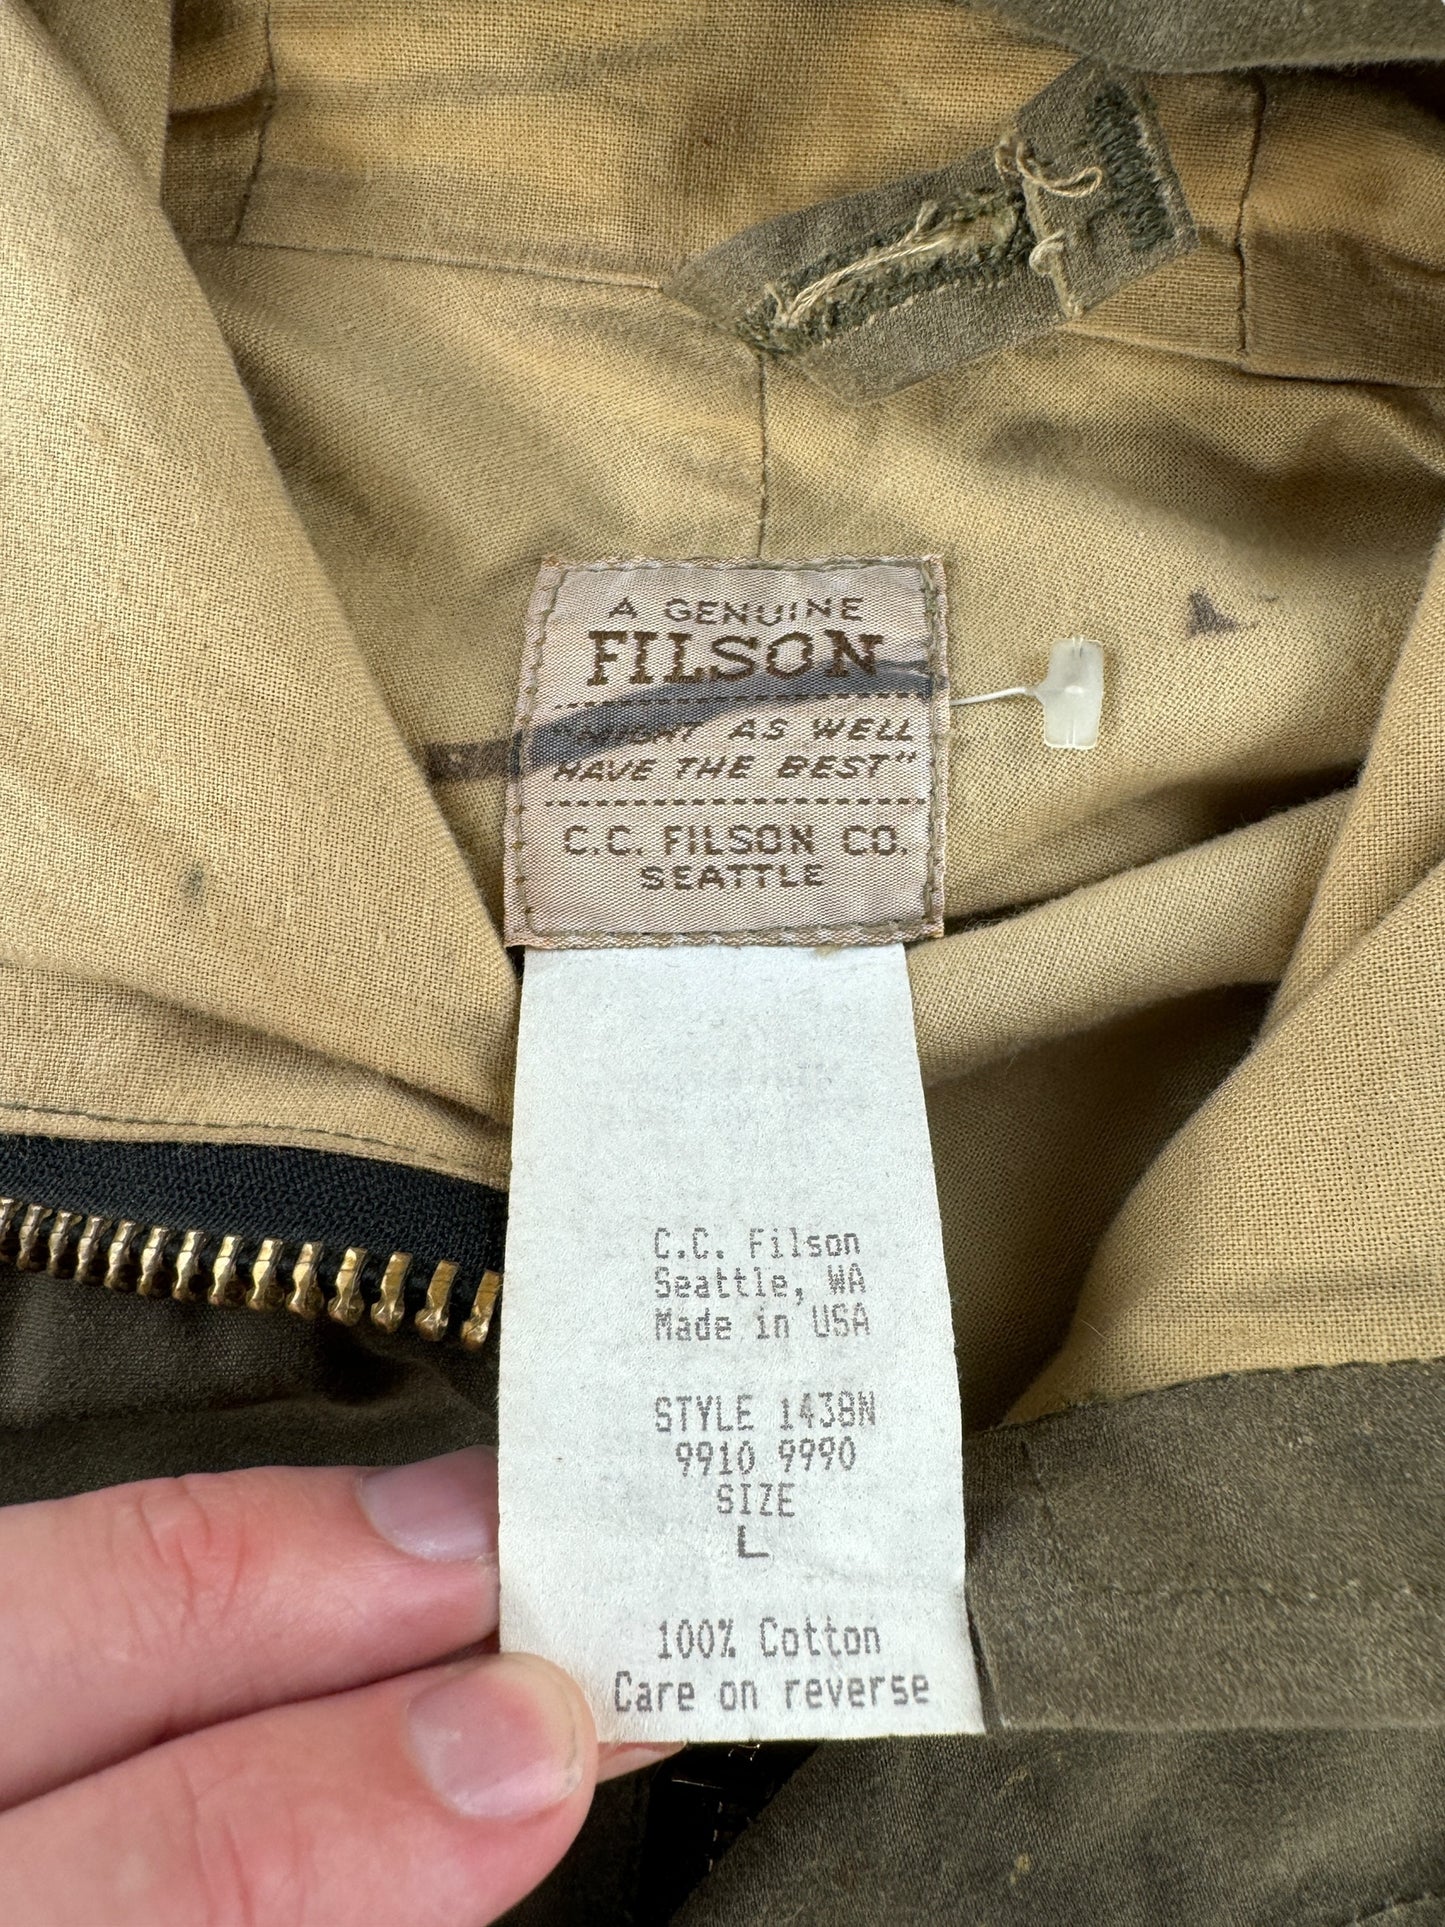 A GENUINE
FILSON
"MIGHT AS WELL
HAVE THE BEST"
C.C. FILSON CO.
SEATTLE
C.C. Filson
Seattle, WA
Made in USA
STYLE 1438N
9910 9990
SIZE
L
100% Cotton
Care on reverse